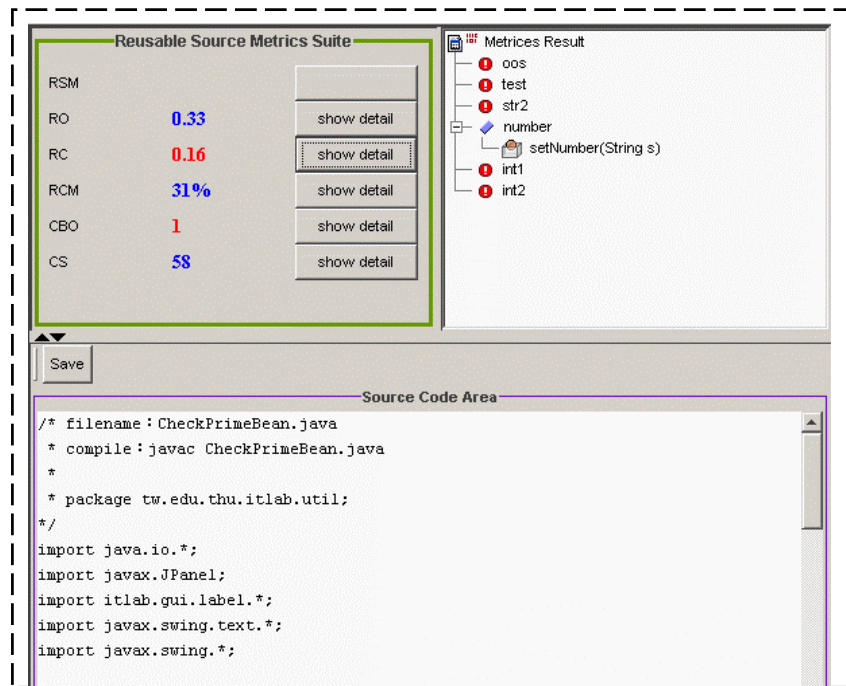 Reusable Source Metrics Suite
RSM
RO 0.33 show detail
RC 0.16 show detail
RCM 31% show detail
CBO 1 show detail
CS 58 show detail
Metrices Result
oos
test
str2
number
setNumber(String s)
int1
int2
Save
Source Code Area
/* filename：CheckPrimeBean.java
* compile：javac CheckPrimeBean.java
*
* package tw.edu.thu.itlab.util;
*/
import java.io.*;
import javax.JPanel;
import itlab.gui.label.*;
import javax.swing.text.*;
import javax.swing.*;